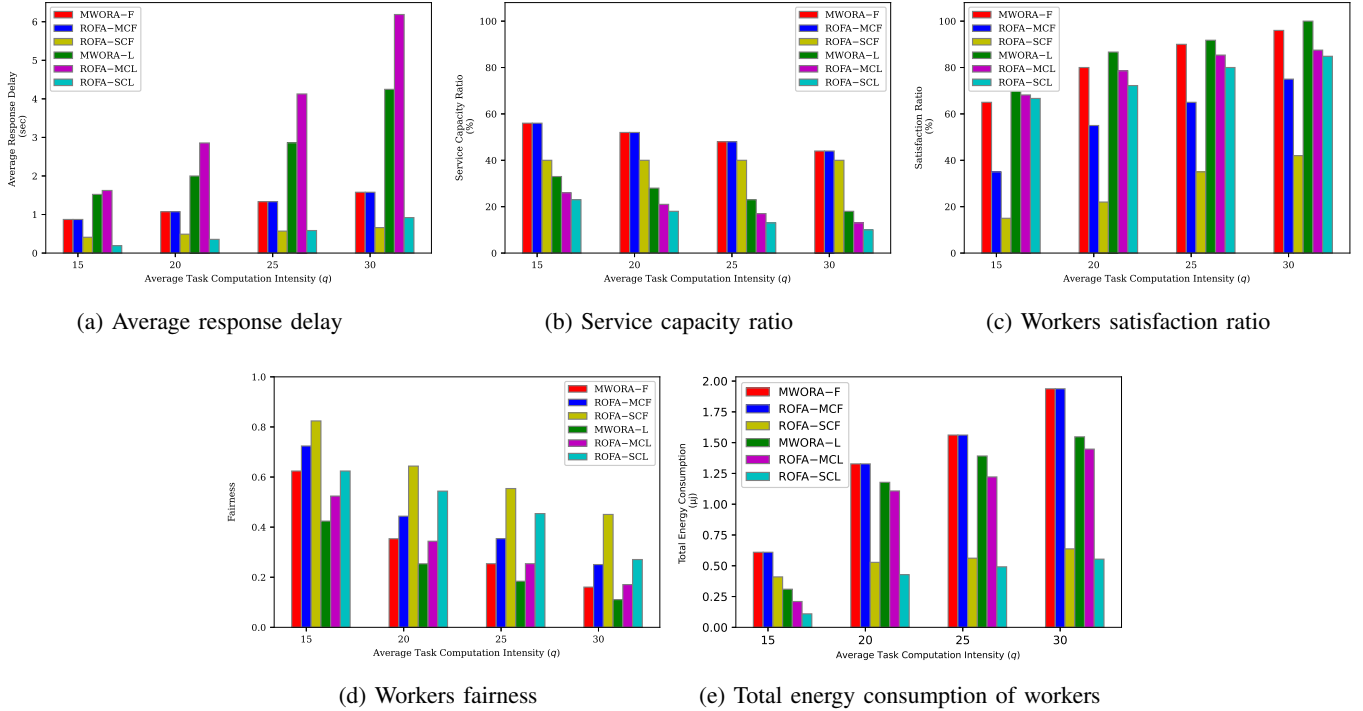 6
5
4
3
2
1
0
Average Response Delay
(sec)
MWORA−F
ROFA−MCF
ROFA−SCF
MWORA−L
ROFA−MCL
ROFA−SCL
15 20 25 30
Average Task Computation Intensity (q)
(a) Average response delay
100
80
60
40
20
0
Service Capacity Ratio
(%)
MWORA−F
ROFA−MCF
ROFA−SCF
MWORA−L
ROFA−MCL
ROFA−SCL
15 20 25 30
Average Task Computation Intensity (q)
(b) Service capacity ratio
100
80
60
40
20
0
Satisfaction Ratio
(%)
MWORA−F
ROFA−MCF
ROFA−SCF
MWORA−L
ROFA−MCL
ROFA−SCL
15 20 25 30
Average Task Computation Intensity (q)
(c) Workers satisfaction ratio
1.0
0.8
0.6
0.4
0.2
0.0
Fairness
MWORA−F
ROFA−MCF
ROFA−SCF
MWORA−L
ROFA−MCL
ROFA−SCL
15 20 25 30
Average Task Computation Intensity (q)
(d) Workers fairness
2.00
1.75
1.50
1.25
1.00
0.75
0.50
0.25
0.00
Total Energy Consumption
(μj)
MWORA−F
ROFA−MCF
ROFA−SCF
MWORA−L
ROFA−MCL
ROFA−SCL
15 20 25 30
Average Task Computation Intensity (q)
(e) Total energy consumption of workers